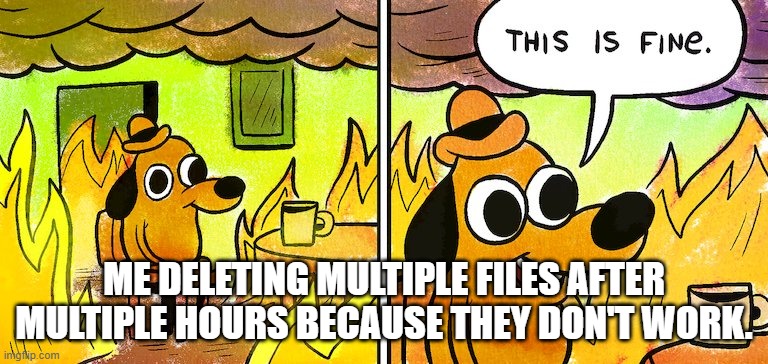 THIS IS FINE.
ME DELETING MULTIPLE FILES AFTER
MULTIPLE HOURS BECAUSE THEY DON'T WORK.
imgflip.com